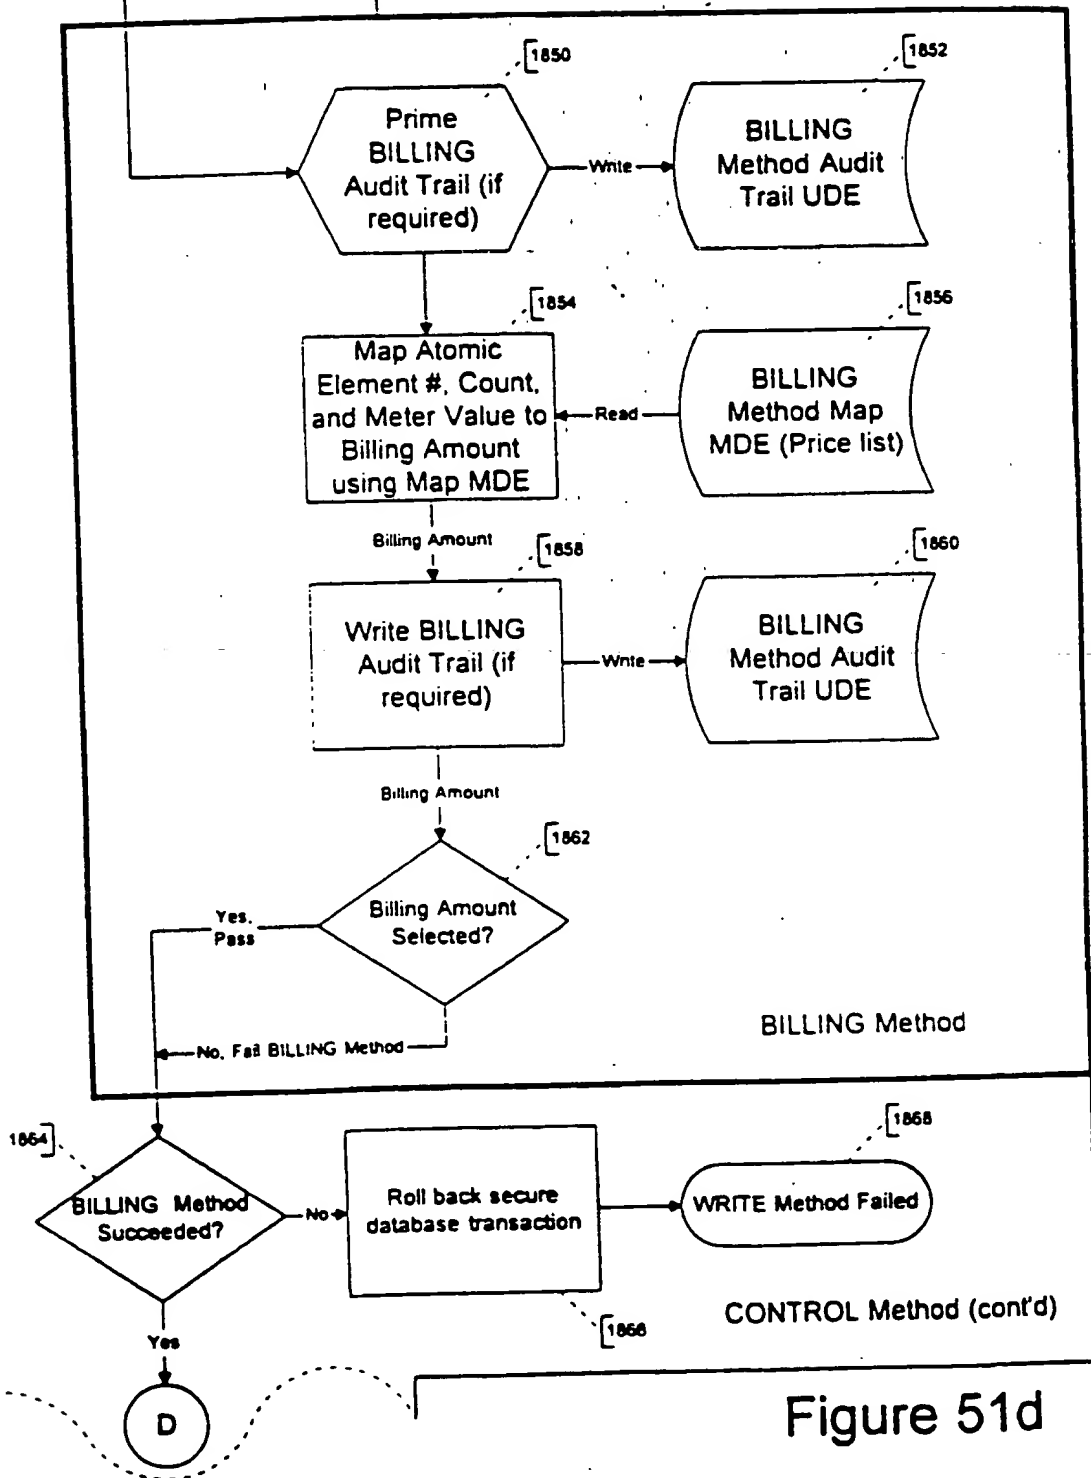 1850
1852
Prime
BILLING
Audit Trail (if
required)
Write
BILLING
Method Audit
Trail UDE
1854
1856
Map Atomic
Element #, Count,
and Meter Value to
Billing Amount
using Map MDE
Read
BILLING
Method Map
MDE (Price list)
Billing Amount
1858
1860
Write BILLING
Audit Trail (if
required)
Write
BILLING
Method Audit
Trail UDE
Billing Amount
1862
Billing Amount
Selected?
Yes,
Pass
No, Fail BILLING Method
BILLING Method
1864
1868
BILLING Method
Succeeded?
No
Roll back secure
database transaction
WRITE Method Failed
1866
CONTROL Method (cont'd)
Yes
D
Figure 51d